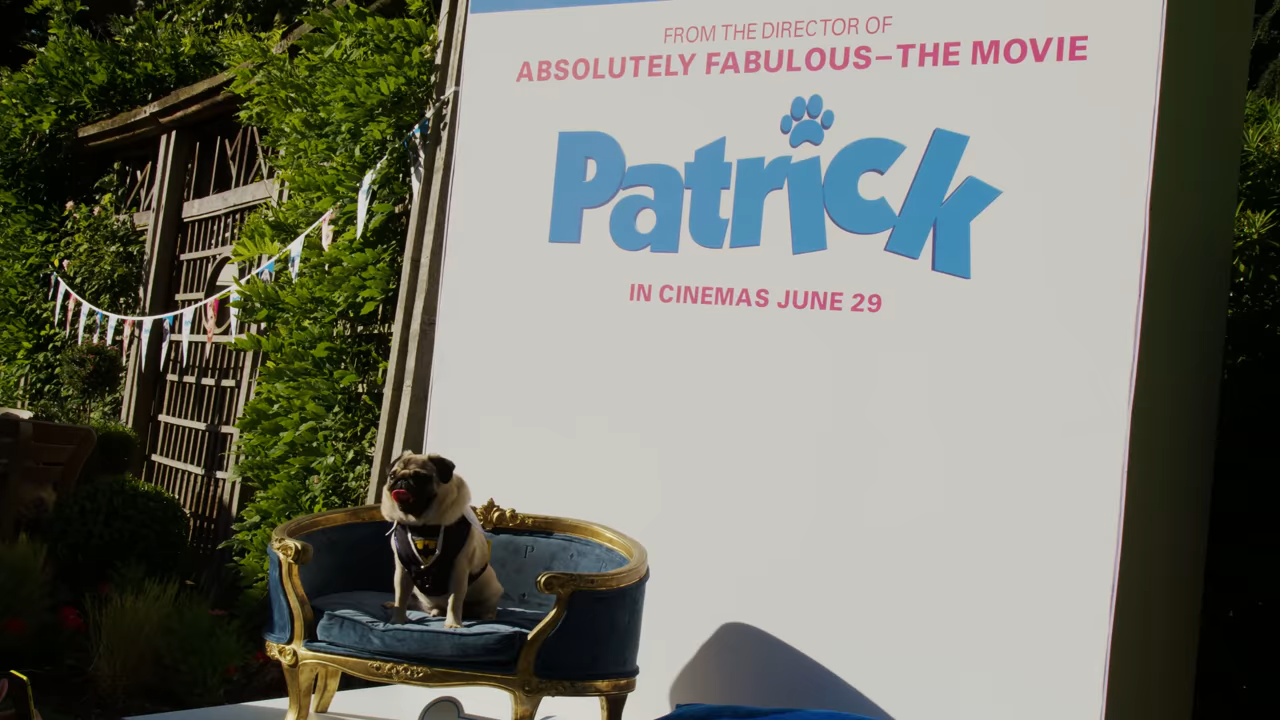 FROM THE DIRECTOR OF
ABSOLUTELY FABULOUS–THE MOVIE
Patrick
IN CINEMAS JUNE 29